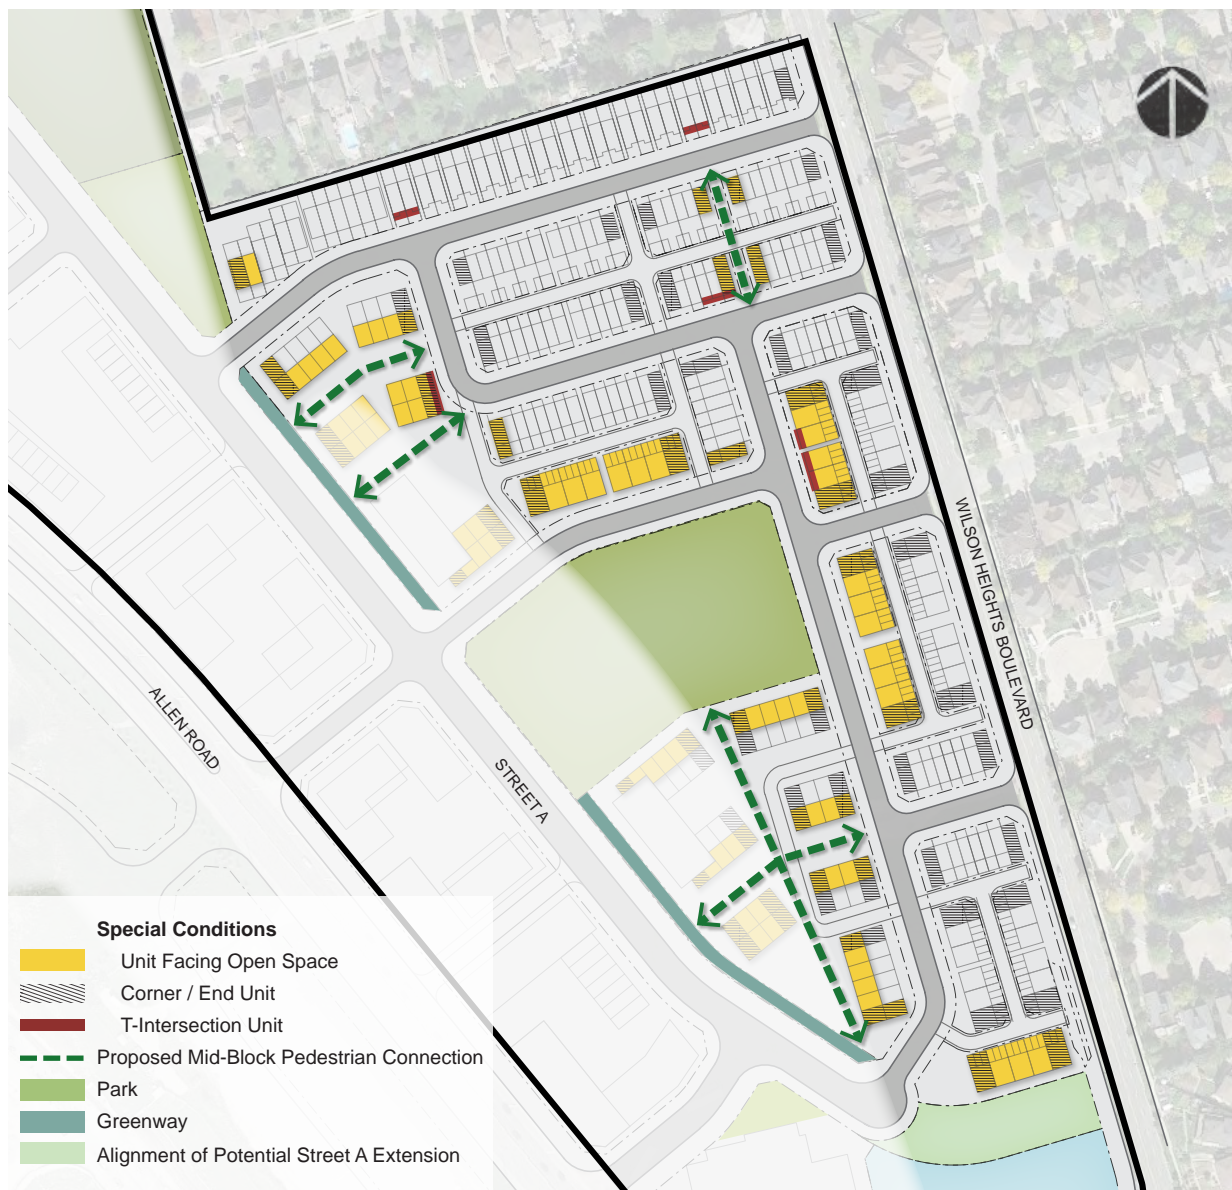 WILSON HEIGHTS BOULEVARD
ALLEN ROAD
STREET A
Special Conditions
Unit Facing Open Space
Corner / End Unit
T-Intersection Unit
Proposed Mid-Block Pedestrian Connection
Park
Greenway
Alignment of Potential Street A Extension